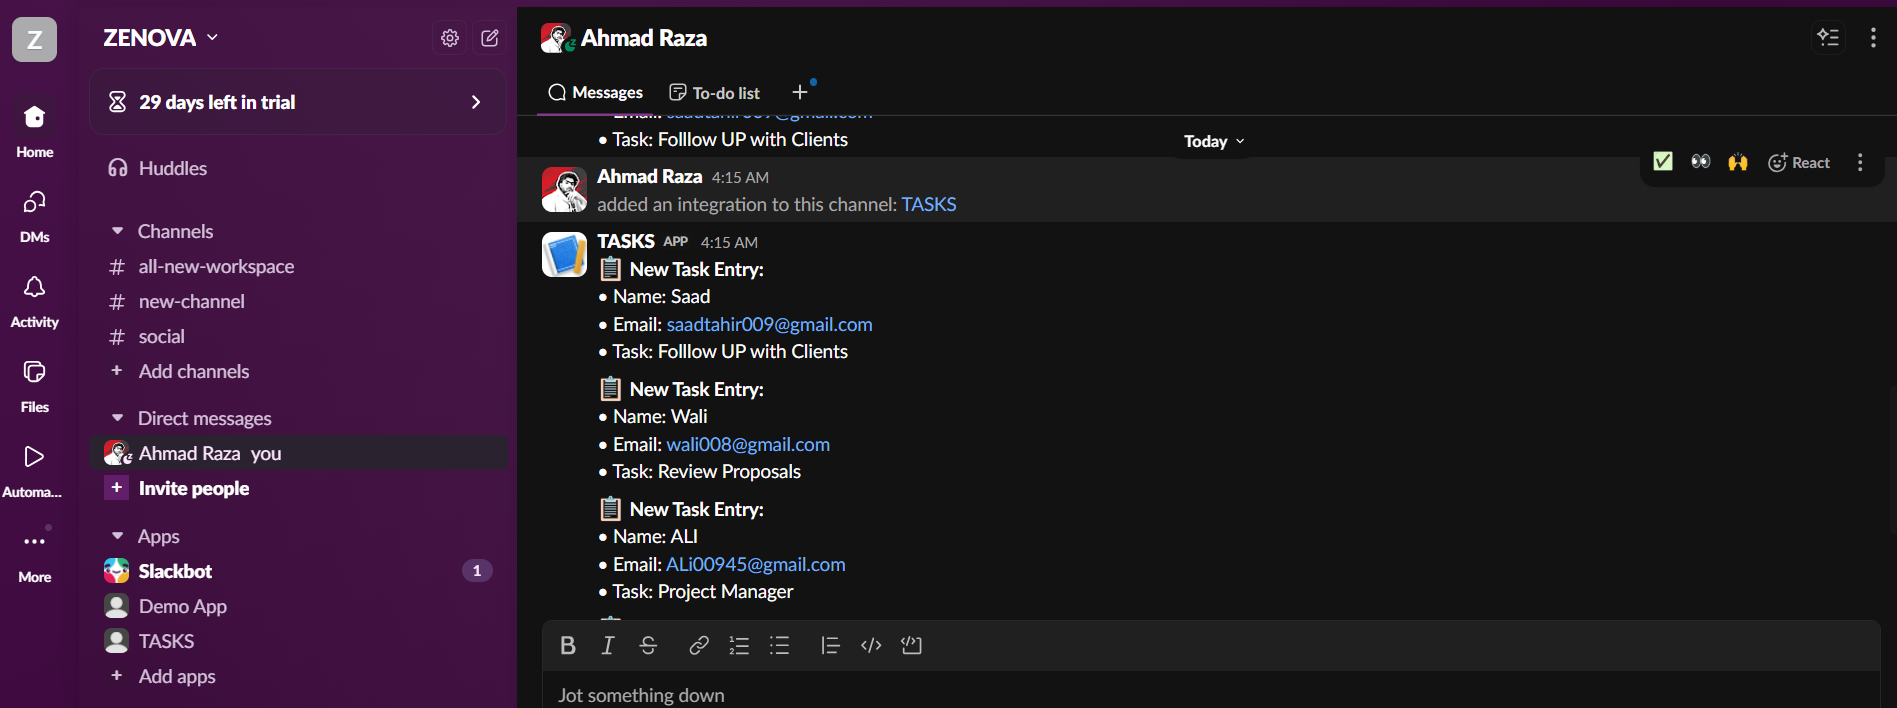 Z
Home
DMs
Activity
Files
Automa...
More
ZENOVA
29 days left in trial
Huddles
Channels
# all-new-workspace
# new-channel
# social
+ Add channels
Direct messages
Ahmad Raza you
+ Invite people
Apps
Slackbot 1
Demo App
TASKS
+ Add apps
Ahmad Raza
Messages To-do list +
• Email: saadtahir009@gmail.com
• Task: Folllow UP with Clients
Today
React
Ahmad Raza 4:15 AM
added an integration to this channel: TASKS
TASKS APP 4:15 AM
New Task Entry:
• Name: Saad
• Email: saadtahir009@gmail.com
• Task: Folllow UP with Clients
New Task Entry:
• Name: Wali
• Email: wali008@gmail.com
• Task: Review Proposals
New Task Entry:
• Name: ALI
• Email: ALi00945@gmail.com
• Task: Project Manager
B I S
Jot something down